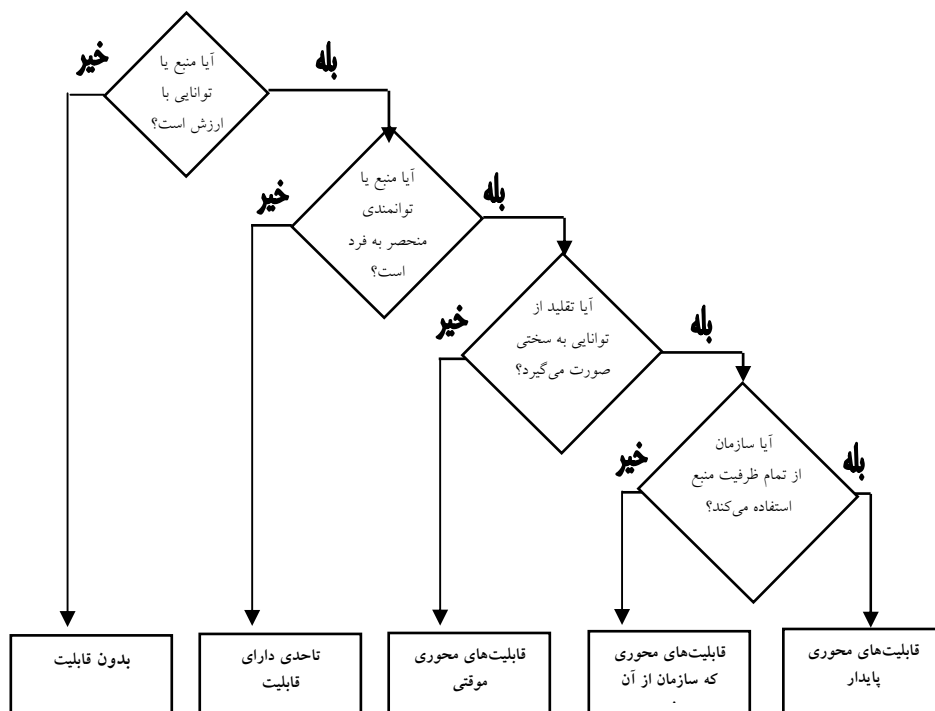 خیر
آیا منبع یا
توانایی با
ارزش است؟
بله
خیر
آیا منبع یا
توانمندی
منحصر به فرد
است؟
بله
خیر
آیا تقلید از
توانایی به سختی
صورت می‌گیرد؟
بله
خیر
آیا سازمان
از تمام ظرفیت منبع
استفاده می‌کند؟
بله
بدون قابلیت
تاحدی دارای
قابلیت
قابلیت‌های محوری
موقتی
قابلیت‌های محوری
که سازمان از آن
قابلیت‌های محوری
پایدار